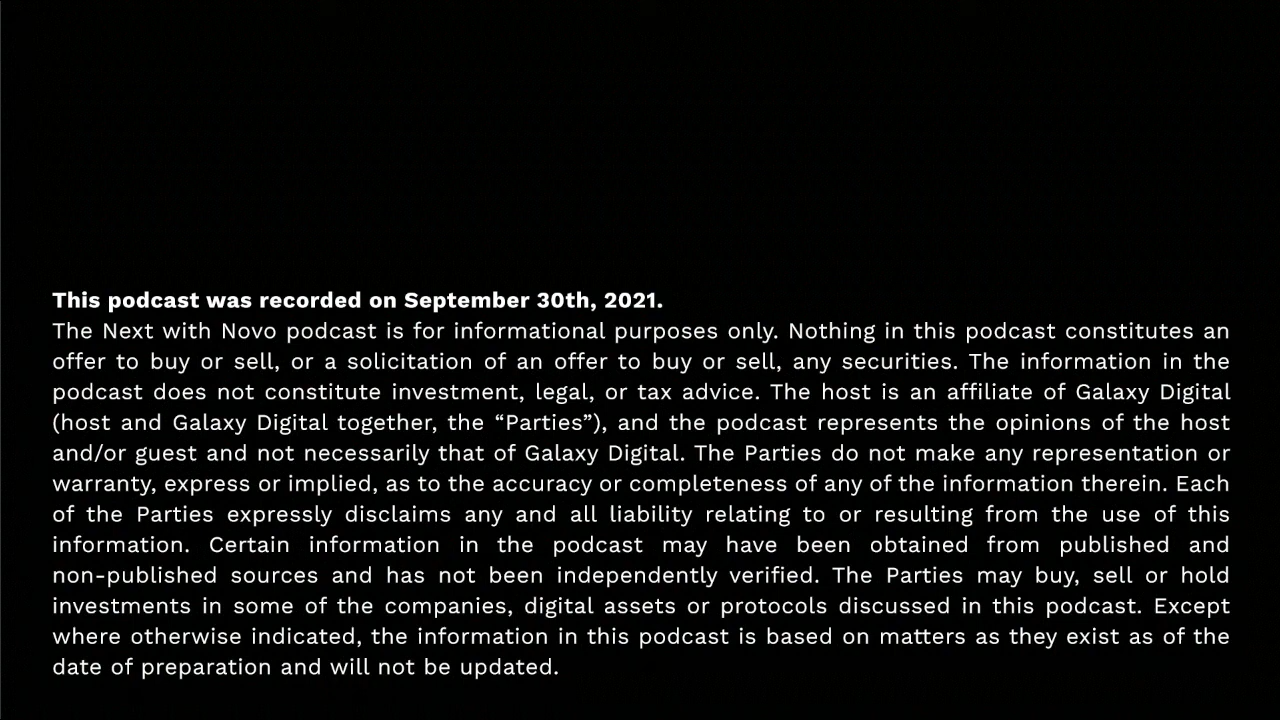 This podcast was recorded on September 30th, 2021.
The Next with Novo podcast is for informational purposes only. Nothing in this podcast constitutes an
offer to buy or sell, or a solicitation of an offer to buy or sell, any securities. The information in the
podcast does not constitute investment, legal, or tax advice. The host is an affiliate of Galaxy Digital
(host and Galaxy Digital together, the “Parties”), and the podcast represents the opinions of the host
and/or guest and not necessarily that of Galaxy Digital. The Parties do not make any representation or
warranty, express or implied, as to the accuracy or completeness of any of the information therein. Each
of the Parties expressly disclaims any and all liability relating to or resulting from the use of this
information. Certain information in the podcast may have been obtained from published and
non-published sources and has not been independently verified. The Parties may buy, sell or hold
investments in some of the companies, digital assets or protocols discussed in this podcast. Except
where otherwise indicated, the information in this podcast is based on matters as they exist as of the
date of preparation and will not be updated.